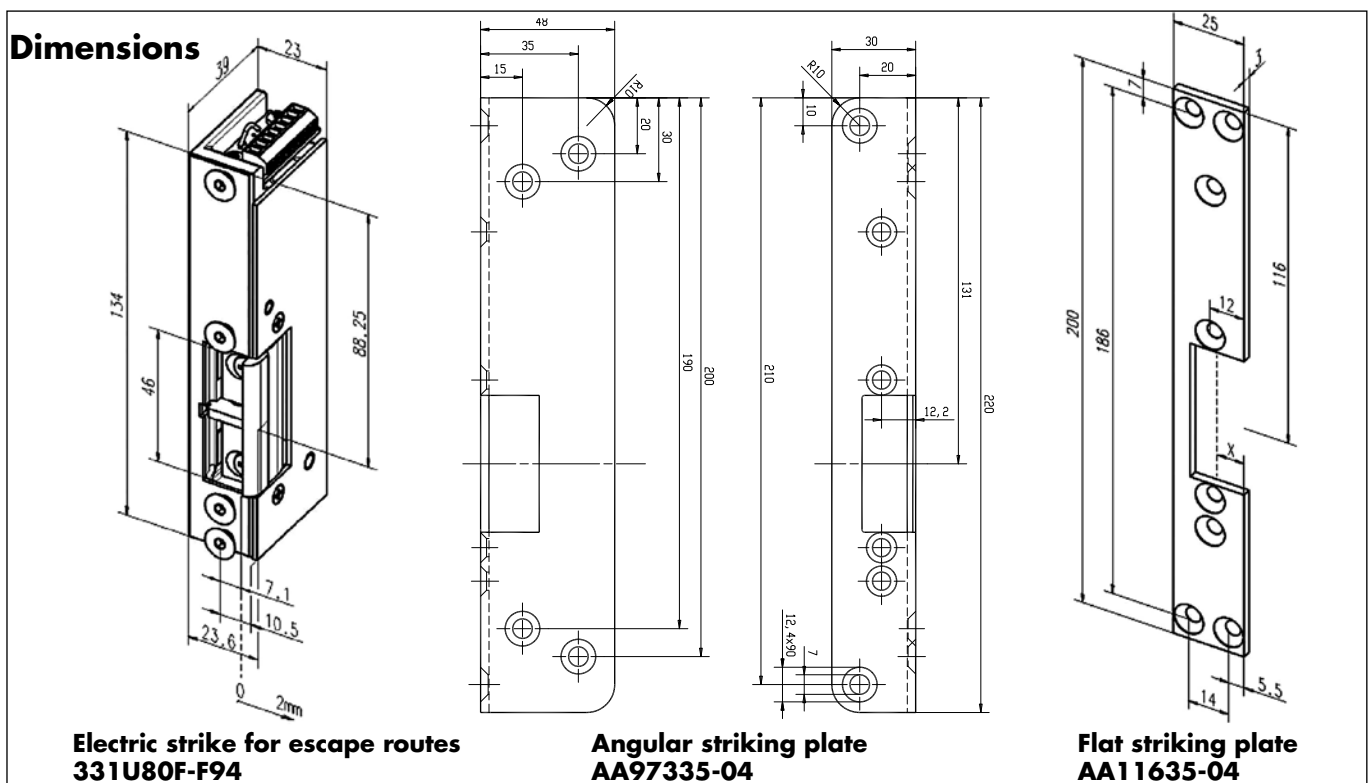 Dimensions
39
23
134
46
88,25
7,1
10,5
23,6
0
2mm
48
35
15
R10
20
30
190
200
30
20
R10
10
131
210
220
12,2
12,4x90
7
25
3
7
200
186
116
12
X
5.5
14
Electric strike for escape routes
331U80F-F94
Angular striking plate
AA97335-04
Flat striking plate
AA11635-04